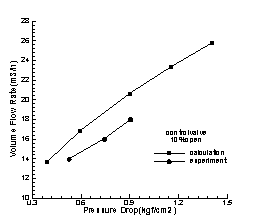 28
26
24
22
20
18
16
14
12
10
Volume Flow Rate(m3/h)
control valve
10%open
calculation
experiment
0.3
0.6
0.9
1.2
1.5
Pressure Drop(kgf/cm2)